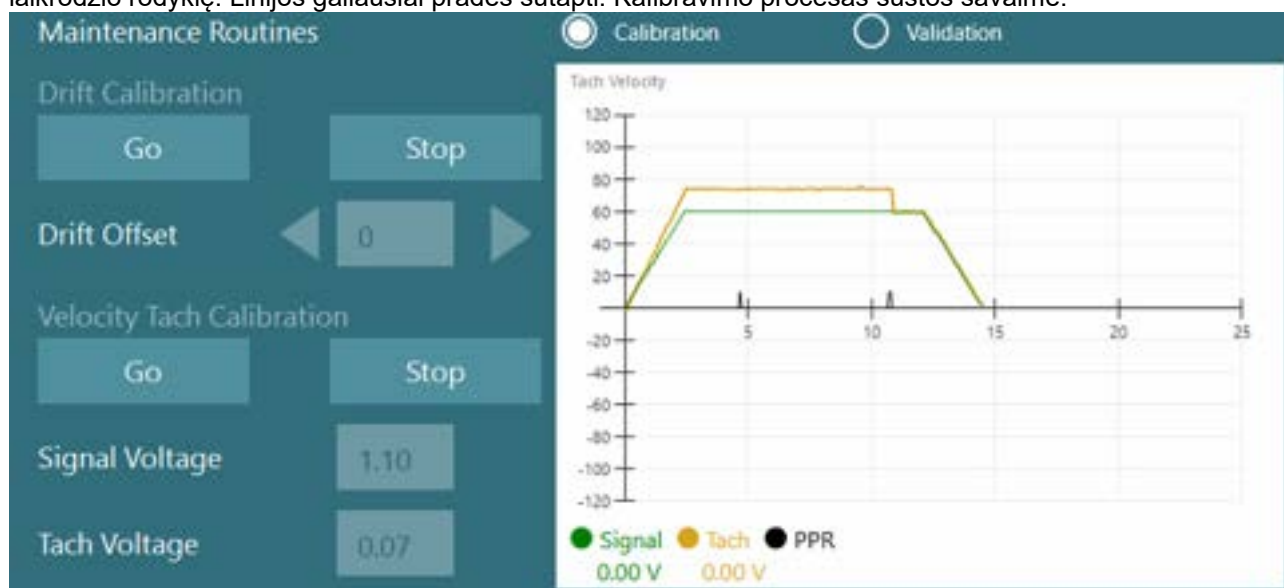 laikrodžio rodyklę. Linijos galiausiai pradės sutapti. Kalibravimo procesas sustos savaime.
Maintenance Routines
Calibration
Validation
Drift Calibration
Go
Stop
Drift Offset
0
Velocity Tach Calibration
Go
Stop
Signal Voltage
1.10
Tach Voltage
0.07
Tach Velocity
120
100
80
60
40
20
5
10
15
20
25
-20
-40
-60
-80
-100
-120
Signal
Tach
PPR
0.00 V
0.00 V